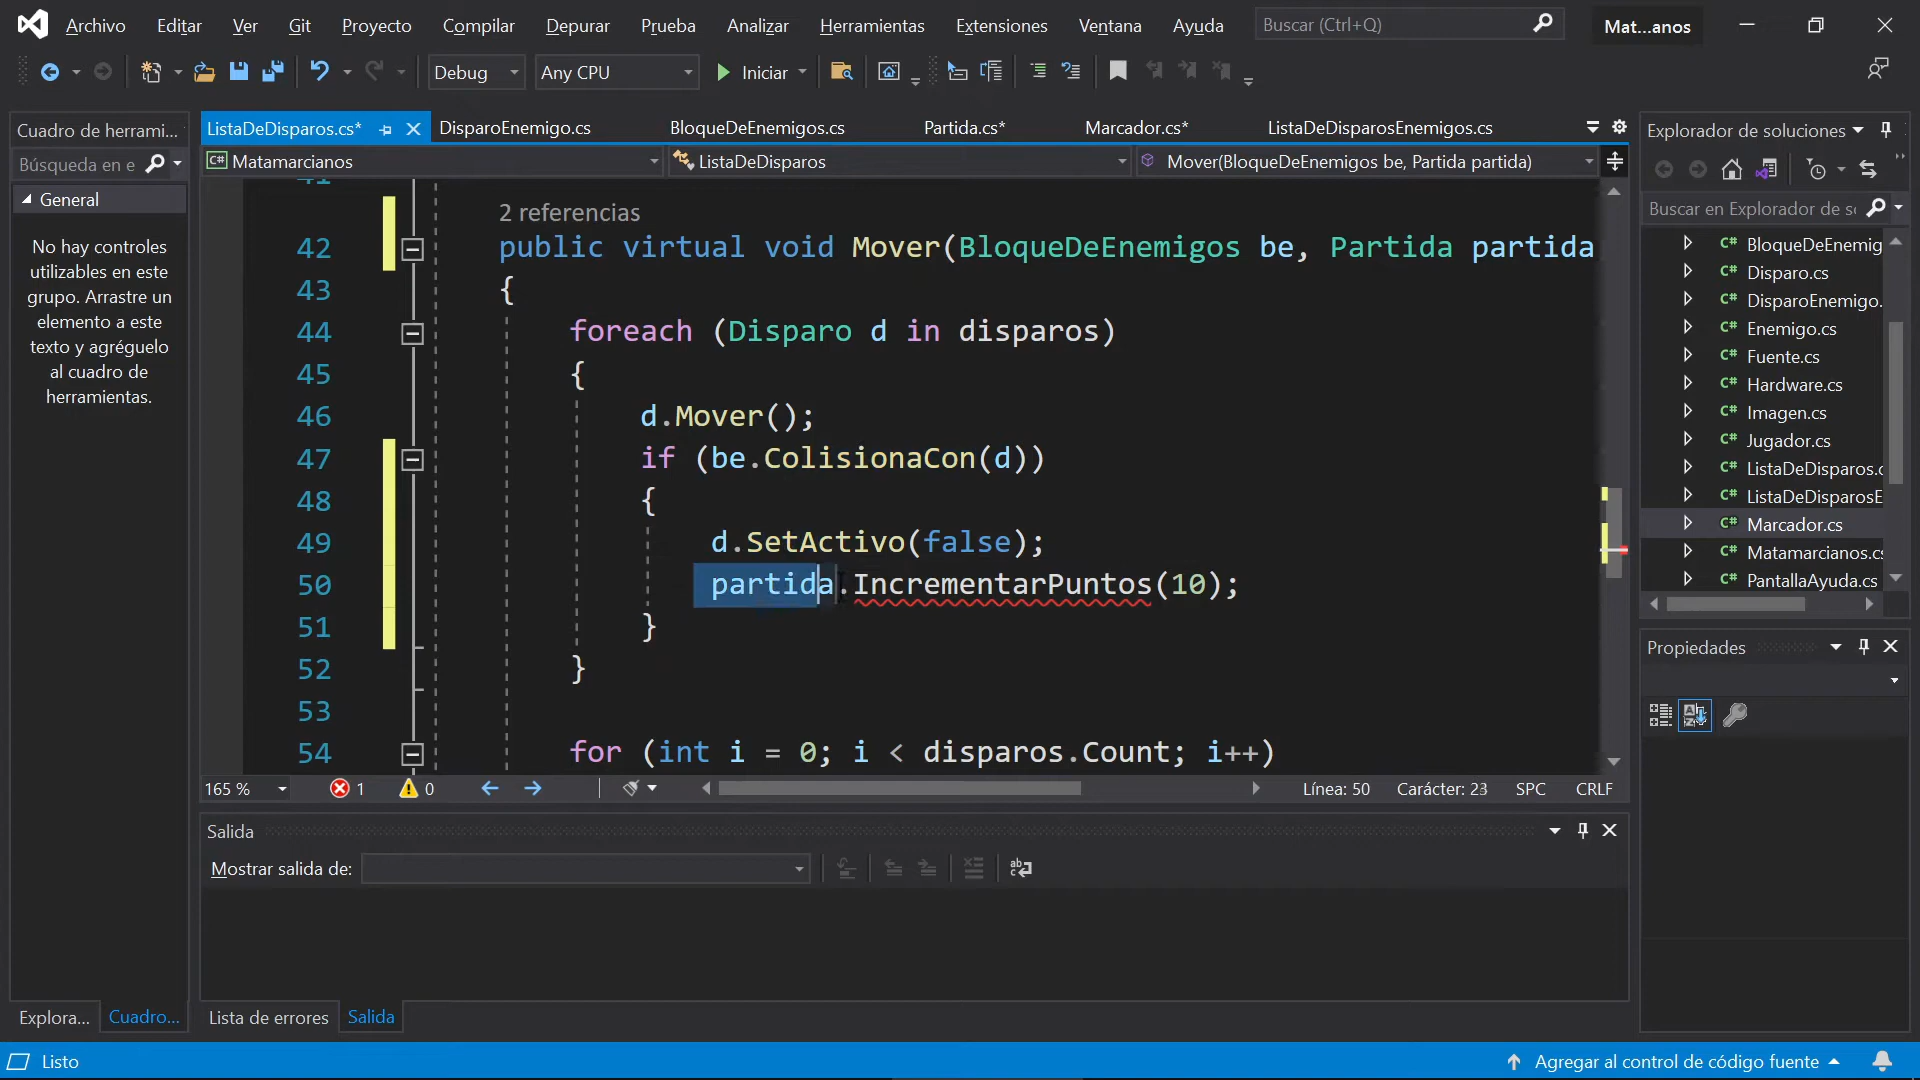 Archivo Editar Ver Git Proyecto Compilar Depurar Prueba Analizar Herramientas Extensiones Ventana Ayuda Buscar (Ctrl+Q) Mat...anos
Debug Any CPU Iniciar
Cuadro de herrami...
Búsqueda en e
General
No hay controles
utilizables en este
grupo. Arrastre un
elemento a este
texto y agréguelo
al cuadro de
herramientas.
Explora... Cuadro...
ListaDeDisparos.cs* DisparoEnemigo.cs BloqueDeEnemigos.cs Partida.cs* Marcador.cs* ListaDeDisparosEnemigos.cs
C# Matamarcianos ListaDeDisparos Mover(BloqueDeEnemigos be, Partida partida)
41
2 referencias
42 public virtual void Mover(BloqueDeEnemigos be, Partida partida
43 {
44 foreach (Disparo d in disparos)
45 {
46 d.Mover();
47 if (be.ColisionaCon(d))
48 {
49 d.SetActivo(false);
50 partida.IncrementarPuntos(10);
51 }
52 }
53
54 for (int i = 0; i < disparos.Count; i++)
165 % 1 0 Línea: 50 Carácter: 23 SPC CRLF
Salida
Mostrar salida de:
Lista de errores Salida
Explorador de soluciones
Buscar en Explorador de so
C# BloqueDeEnemig
C# Disparo.cs
C# DisparoEnemigo.
C# Enemigo.cs
C# Fuente.cs
C# Hardware.cs
C# Imagen.cs
C# Jugador.cs
C# ListaDeDisparos.c
C# ListaDeDisparosE
C# Marcador.cs
C# Matamarcianos.cs
C# PantallaAyuda.cs
Propiedades
Listo Agregar al control de código fuente